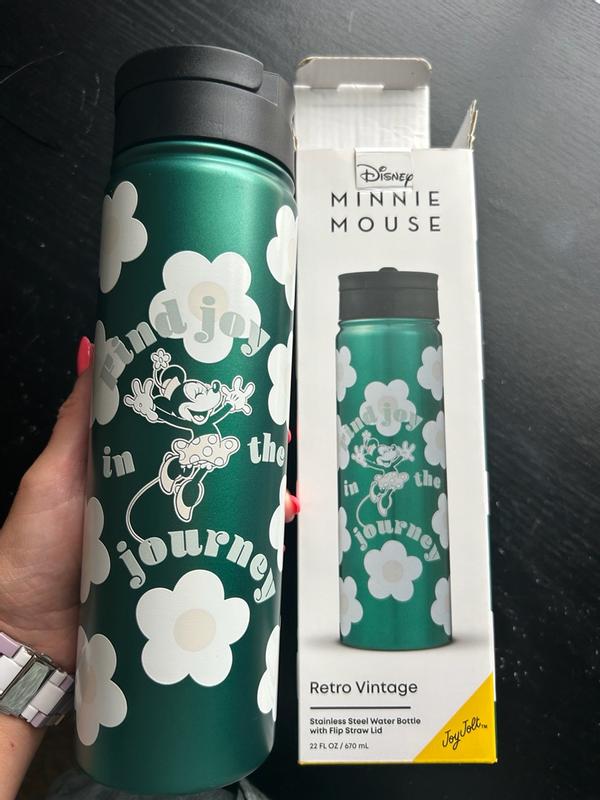 find joy
in the
journey
Disney
MINNIE
MOUSE
find joy
in the
journey
Retro Vintage
Stainless Steel Water Bottle
with Flip Straw Lid
22 FL OZ / 670 mL
JoyJolt™